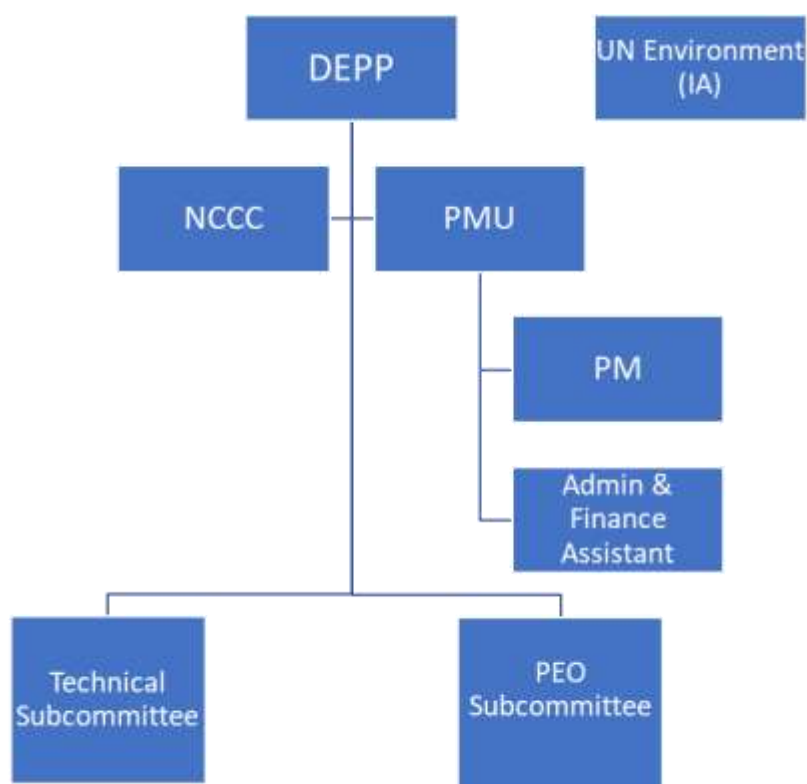 DEPP
UN Environment
(IA)
NCCC
PMU
PM
Admin &
Finance
Assistant
Technical
Subcommittee
PEO
Subcommittee